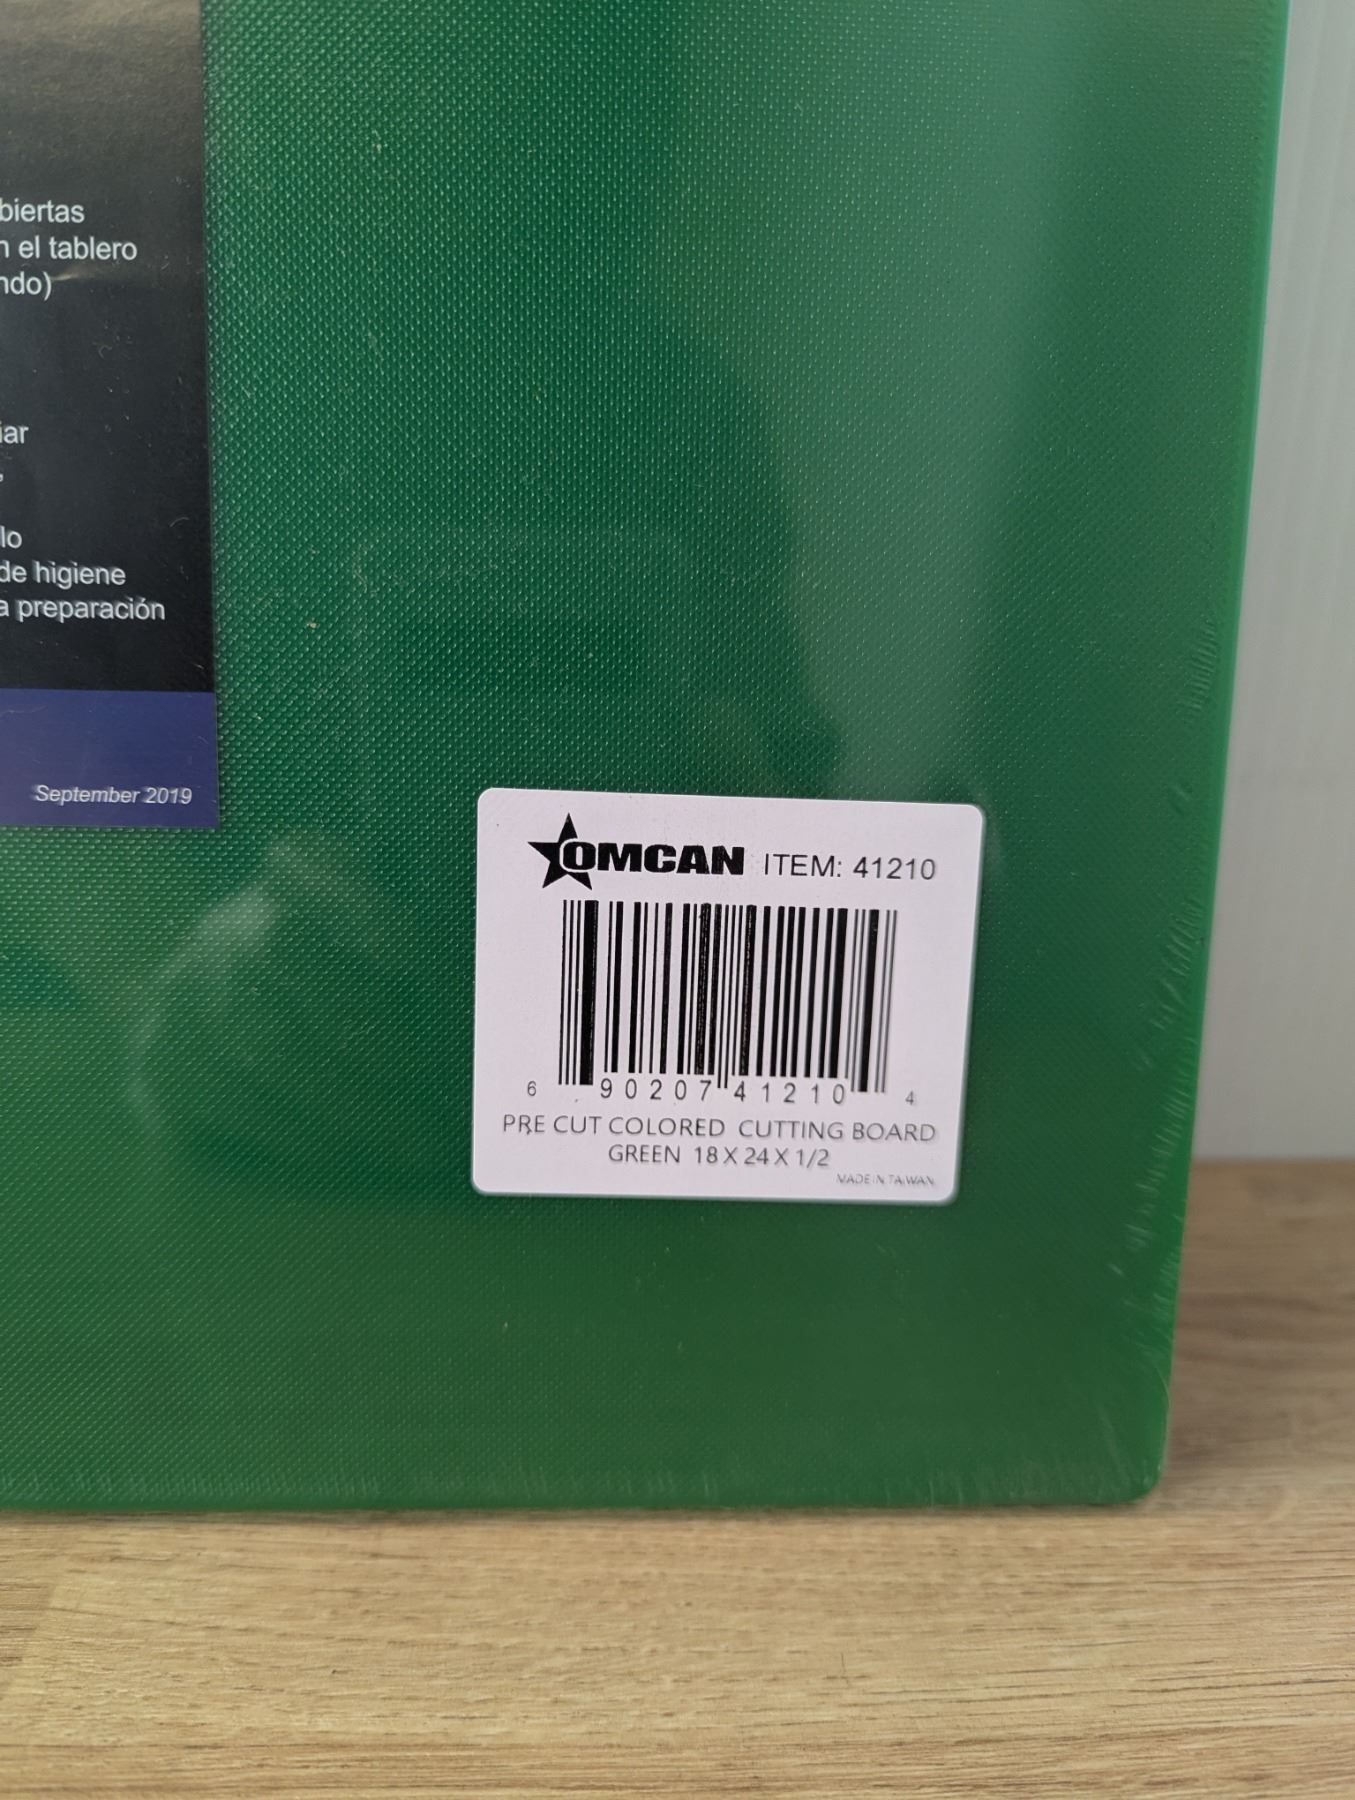 biertas
n el tablero
ndo)
iar
,
lo
de higiene
a preparación
September 2019
OMCAN ITEM: 41210
6 90207 41210 4
PRE CUT COLORED CUTTING BOARD
GREEN 18 X 24 X 1/2
MADE IN TAIWAN